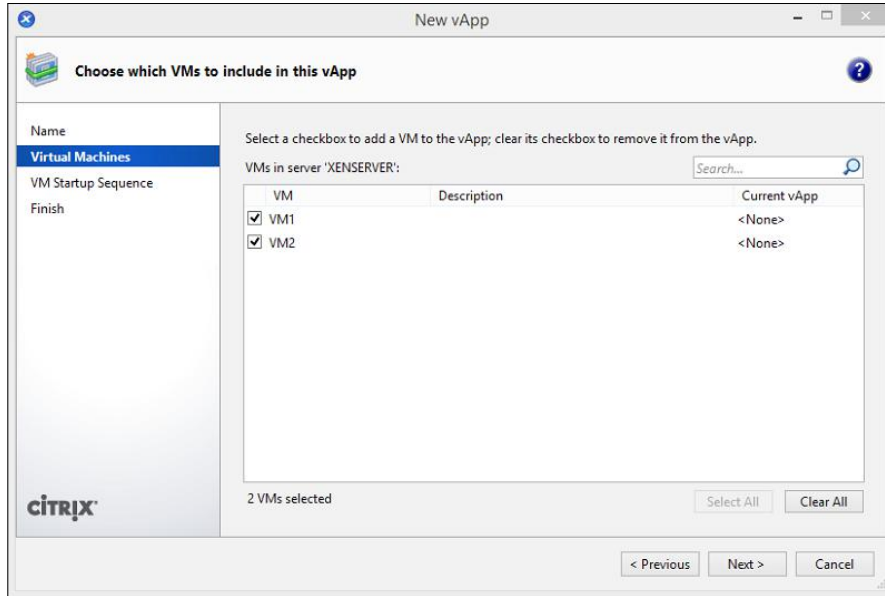 New vApp
Choose which VMs to include in this vApp
Name
Virtual Machines
VM Startup Sequence
Finish
Select a checkbox to add a VM to the vApp; clear its checkbox to remove it from the vApp.
VMs in server 'XENSERVER':
Search...
VM Description Current vApp
VM1 <None>
VM2 <None>
2 VMs selected
Select All Clear All
CITRIX
< Previous Next > Cancel